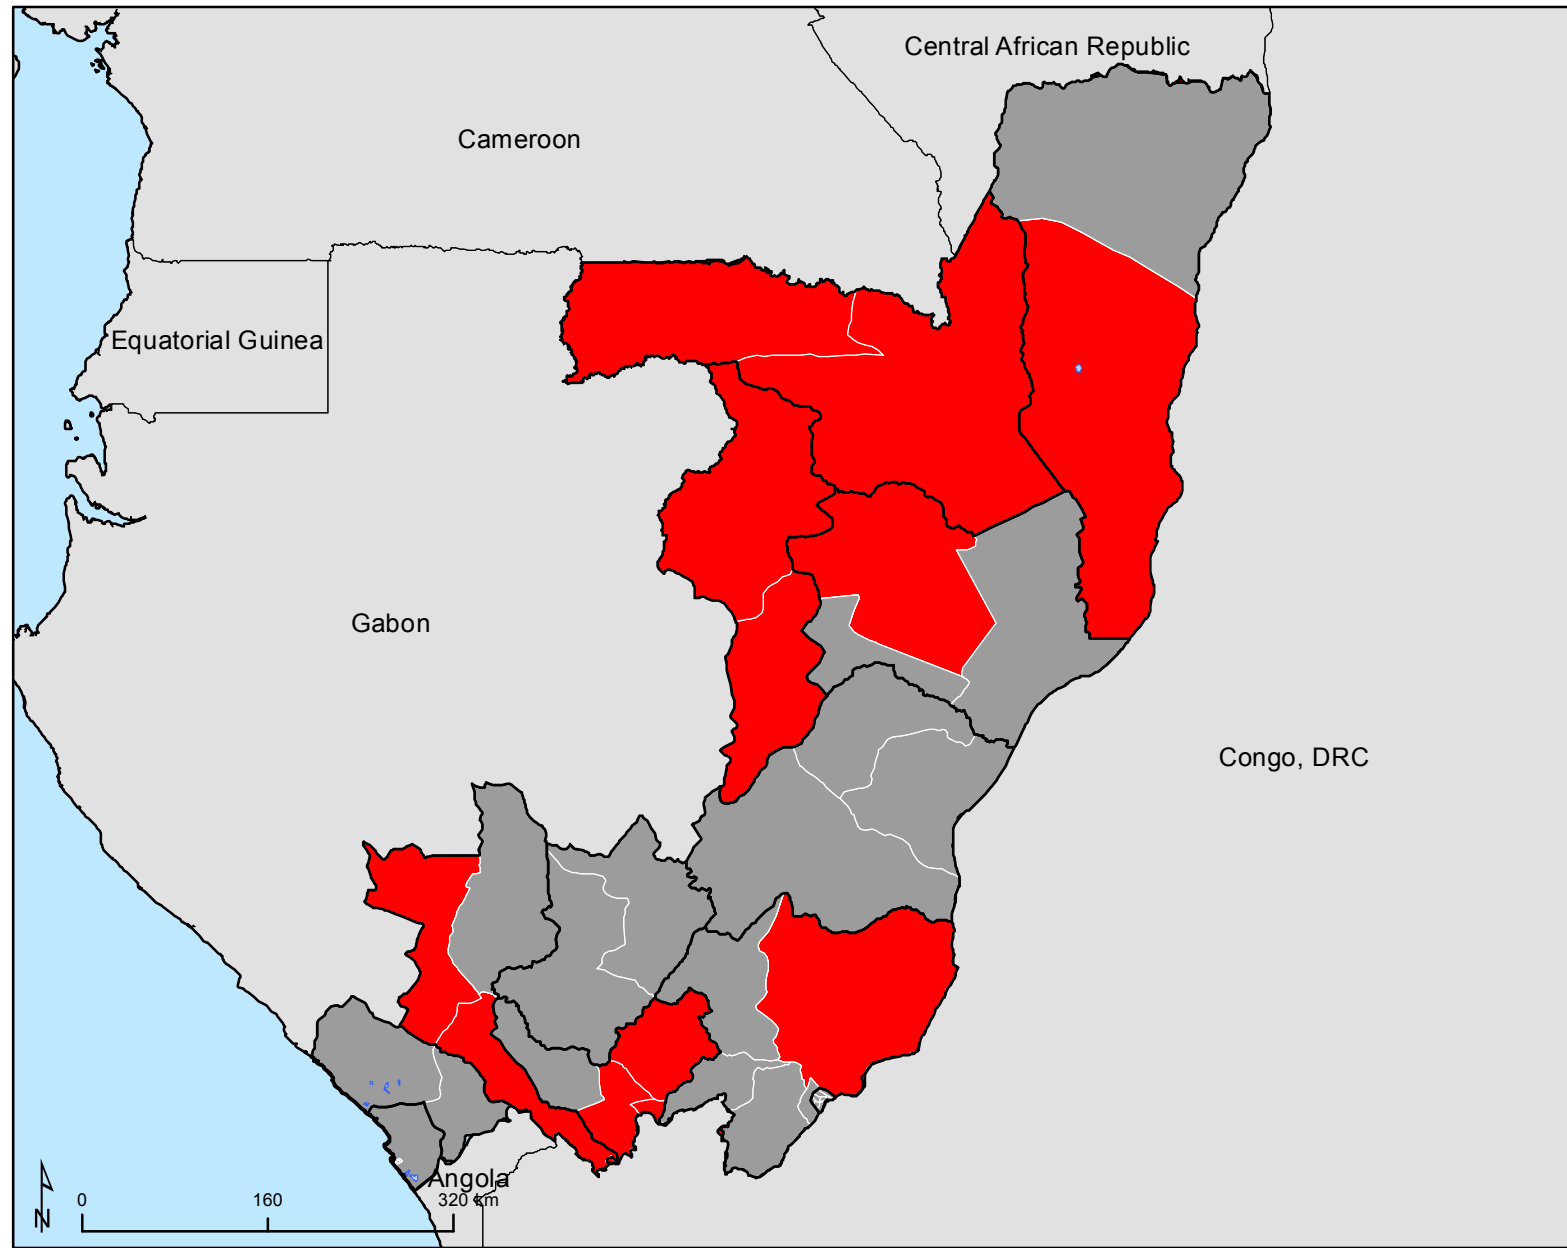 Central African Republic
Cameroon
Equatorial Guinea
Gabon
Congo, DRC
Angola
0 160 320 km
N